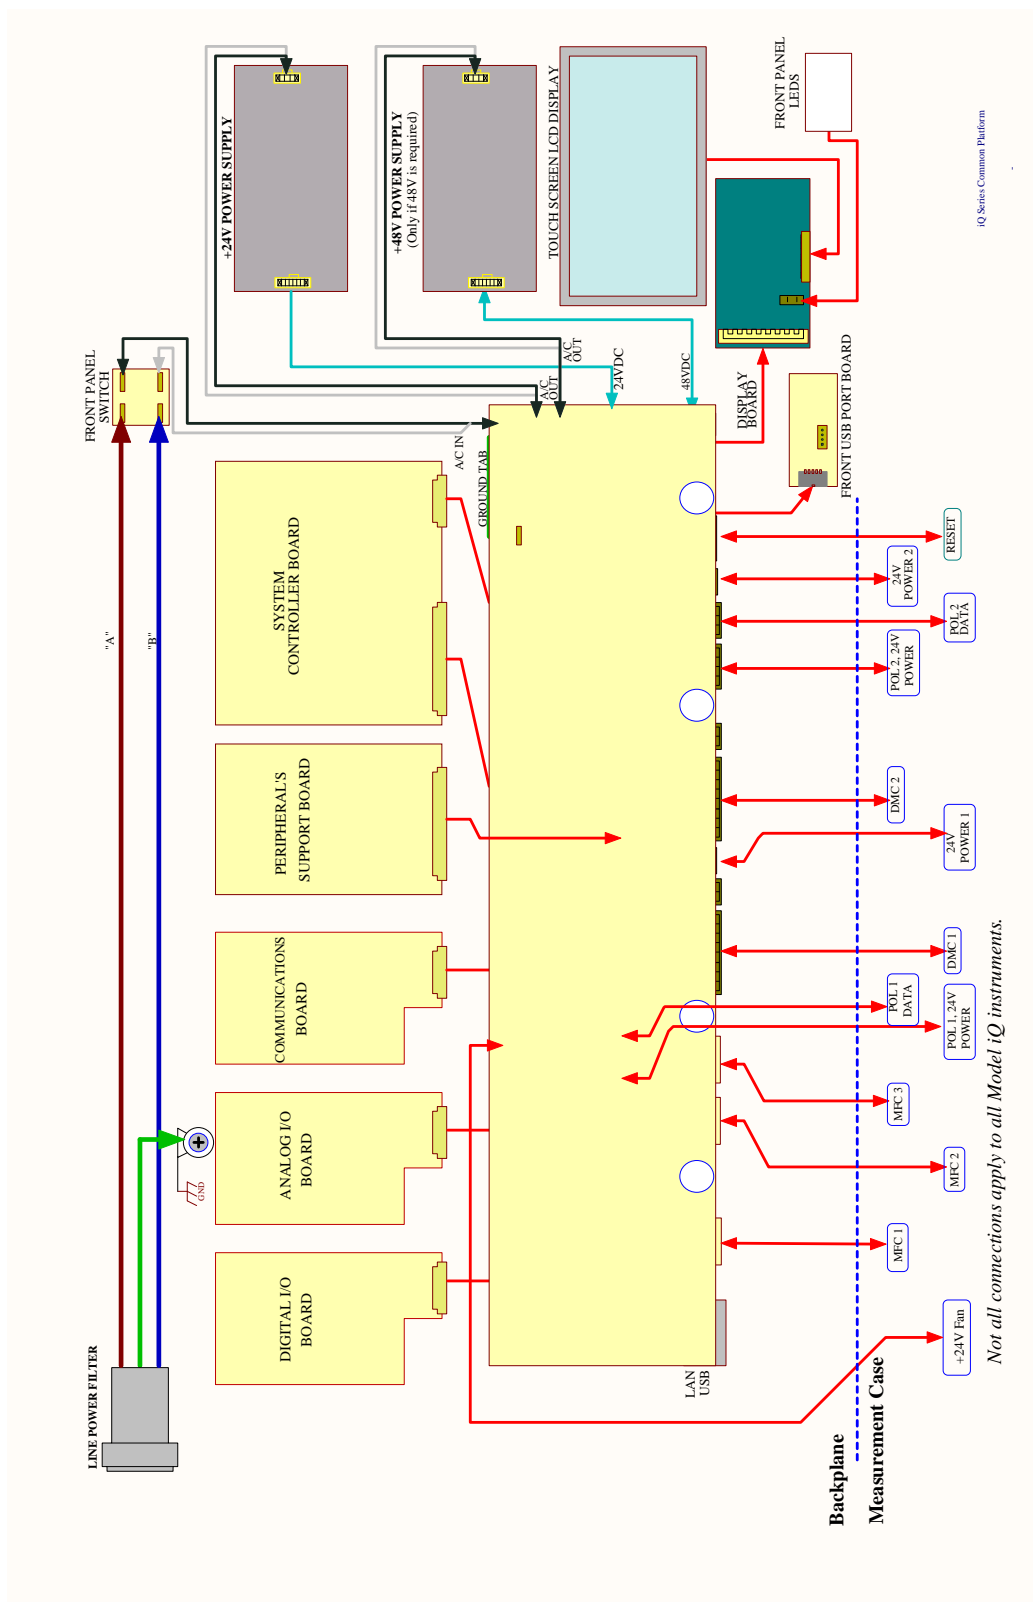 LINE POWER FILTER
"A"
"B"
FRONT PANEL
SWITCH
GND
+24V POWER SUPPLY
+48V POWER SUPPLY
(Only if 48V is required)
TOUCH SCREEN LCD DISPLAY
FRONT PANEL
LEDS
DIGITAL I/O
BOARD
ANALOG I/O
BOARD
COMMUNICATIONS
BOARD
PERIPHERAL'S
SUPPORT BOARD
SYSTEM
CONTROLLER BOARD
A/C IN
GROUND TAB
A/C
OUT
A/C
OUT
24VDC
48VDC
DISPLAY
BOARD
FRONT USB PORT BOARD
LAN
USB
Backplane
Measurement Case
+24V Fan
MFC 1
MFC 2
MFC 3
POL 1, 24V
POWER
POL 1
DATA
DMC 1
24V
POWER 1
DMC 2
POL 2, 24V
POWER
POL 2
DATA
24V
POWER 2
RESET
Not all connections apply to all Model iQ instruments.
iQ Series Common Platform
-